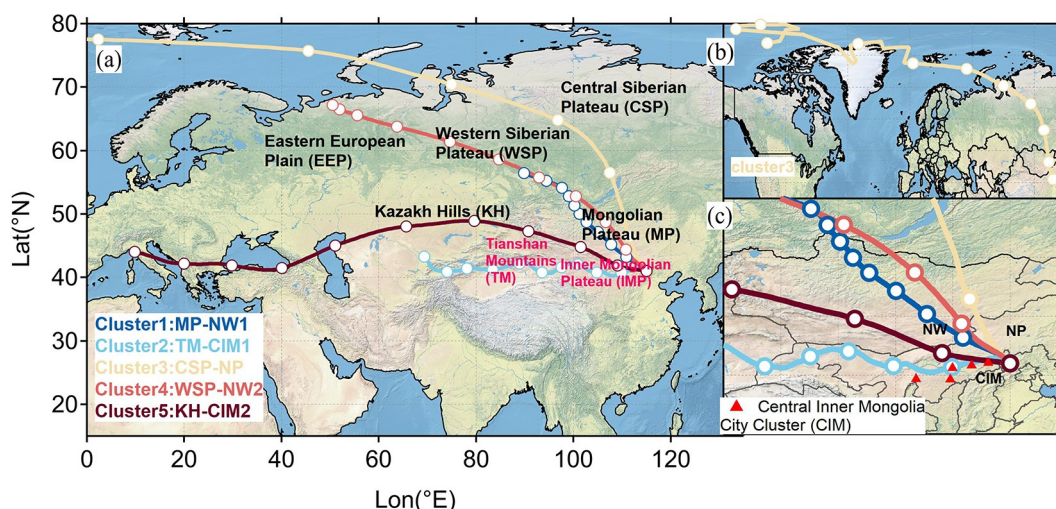 80
70
60
50
40
30
20
Lat(°N)
(a)
Central Siberian
Plateau (CSP)
Eastern European
Plain (EEP)
Western Siberian
Plateau (WSP)
Kazakh Hills (KH)
Mongolian
Plateau (MP)
Tianshan
Mountains
(TM)
Inner Mongolian
Plateau (IMP)
Cluster1:MP-NW1
Cluster2:TM-CIM1
Cluster3:CSP-NP
Cluster4:WSP-NW2
Cluster5:KH-CIM2
0
20
40
60
80
100
120
Lon(°E)
(b)
cluster3
(c)
NW
NP
CIM
Central Inner Mongolia
City Cluster (CIM)